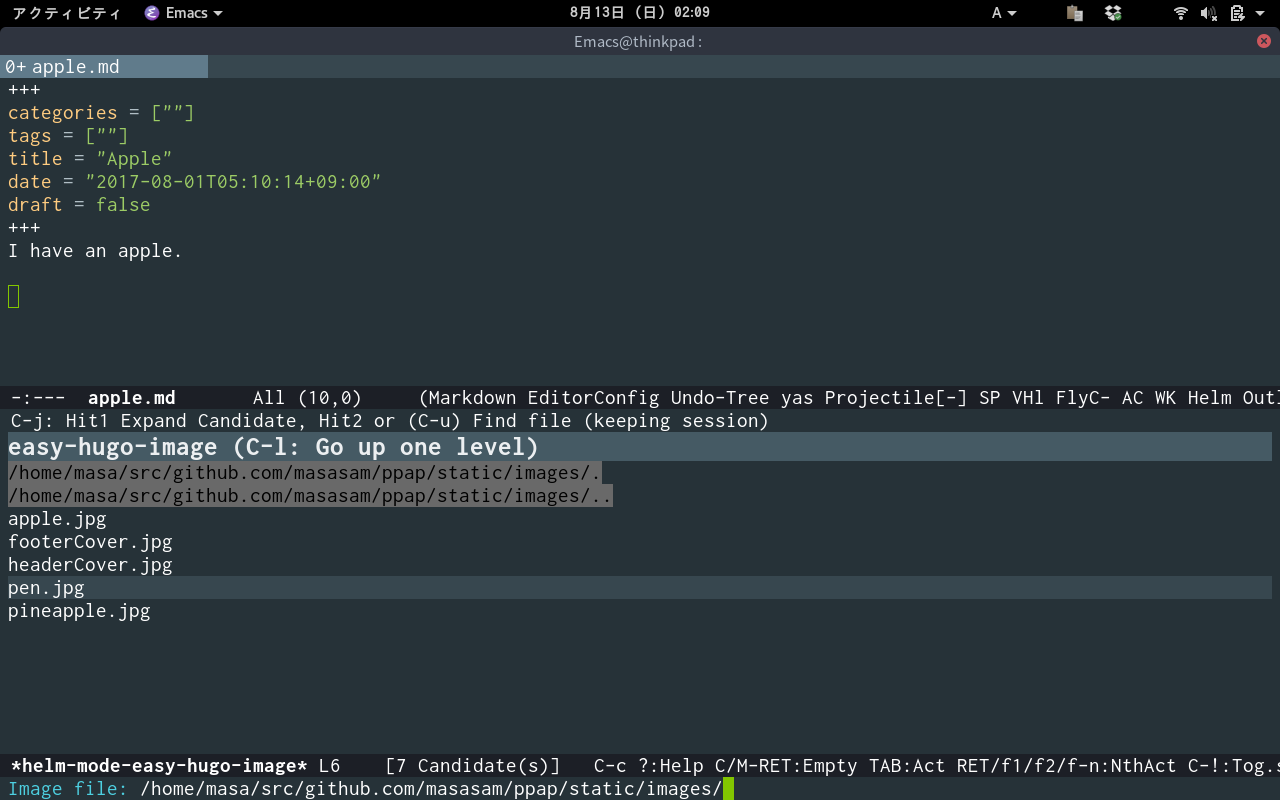 アクティビティ Emacs 8月13日 (日) 02:09 A
Emacs@thinkpad:
0+ apple.md
+++
categories = [""]
tags = [""]
title = "Apple"
date = "2017-08-01T05:10:14+09:00"
draft = false
+++
I have an apple.
-:--- apple.md All (10,0) (Markdown EditorConfig Undo-Tree yas Projectile[-] SP VHl FlyC- AC WK Helm Outl
C-j: Hit1 Expand Candidate, Hit2 or (C-u) Find file (keeping session)
easy-hugo-image (C-l: Go up one level)
/home/masa/src/github.com/masasam/ppap/static/images/.
/home/masa/src/github.com/masasam/ppap/static/images/..
apple.jpg
footerCover.jpg
headerCover.jpg
pen.jpg
pineapple.jpg
*helm-mode-easy-hugo-image* L6 [7 Candidate(s)] C-c ?:Help C/M-RET:Empty TAB:Act RET/f1/f2/f-n:NthAct C-!:Tog.s
Image file: /home/masa/src/github.com/masasam/ppap/static/images/